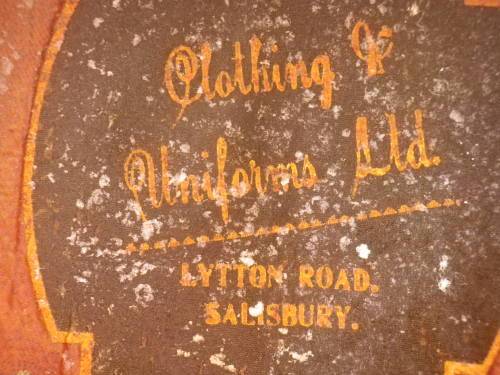 Clothing &
Uniforms Ltd.
LYTTON ROAD.
SALISBURY.